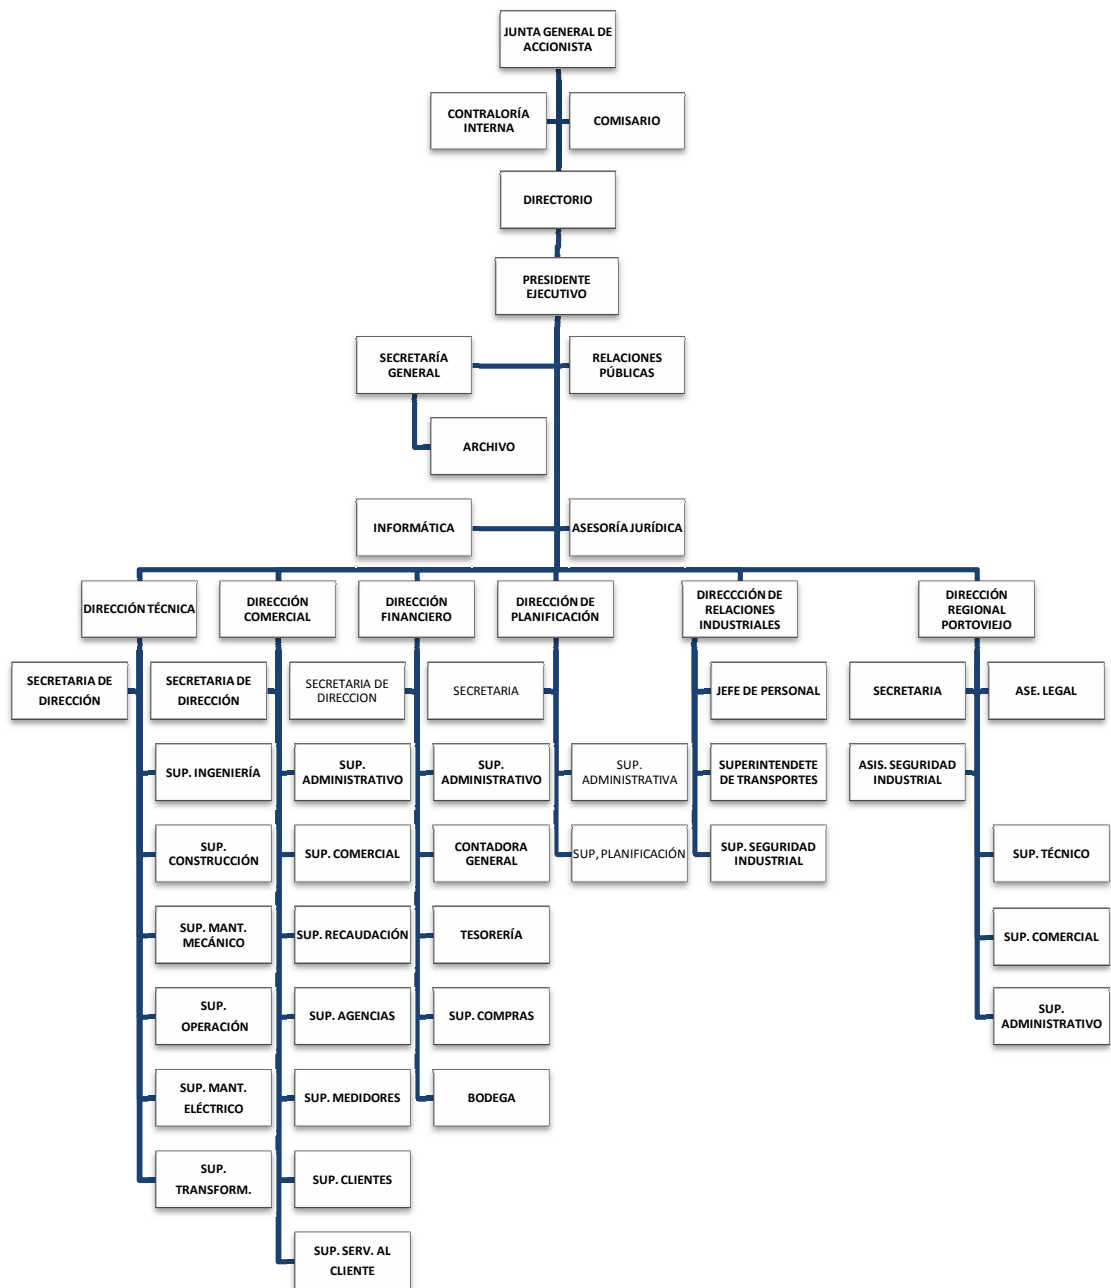 JUNTA GENERAL DE
ACCIONISTA
CONTRALORÍA
INTERNA
COMISARIO
DIRECTORIO
PRESIDENTE
EJECUTIVO
SECRETARÍA
GENERAL
RELACIONES
PÚBLICAS
ARCHIVO
INFORMÁTICA
ASESORÍA JURÍDICA
DIRECCIÓN TÉCNICA
DIRECCIÓN
COMERCIAL
DIRECCIÓN
FINANCIERO
DIRECCIÓN DE
PLANIFICACIÓN
DIRECCCIÓN DE
RELACIONES
INDUSTRIALES
DIRECCIÓN
REGIONAL
PORTOVIEJO
SECRETARIA DE
DIRECCIÓN
SECRETARIA DE
DIRECCIÓN
SECRETARIA DE
DIRECCION
SECRETARIA
JEFE DE PERSONAL
SECRETARIA
ASE. LEGAL
SUP. INGENIERÍA
SUP.
ADMINISTRATIVO
SUP.
ADMINISTRATIVO
SUP.
ADMINISTRATIVA
SUPERINTENDETE
DE TRANSPORTES
ASIS. SEGURIDAD
INDUSTRIAL
SUP.
CONSTRUCCIÓN
SUP. COMERCIAL
CONTADORA
GENERAL
SUP, PLANIFICACIÓN
SUP. SEGURIDAD
INDUSTRIAL
SUP. TÉCNICO
SUP. MANT.
MECÁNICO
SUP. RECAUDACIÓN
TESORERÍA
SUP. COMERCIAL
SUP.
OPERACIÓN
SUP. AGENCIAS
SUP. COMPRAS
SUP.
ADMINISTRATIVO
SUP. MANT.
ELÉCTRICO
SUP. MEDIDORES
BODEGA
SUP.
TRANSFORM.
SUP. CLIENTES
SUP. SERV. AL
CLIENTE